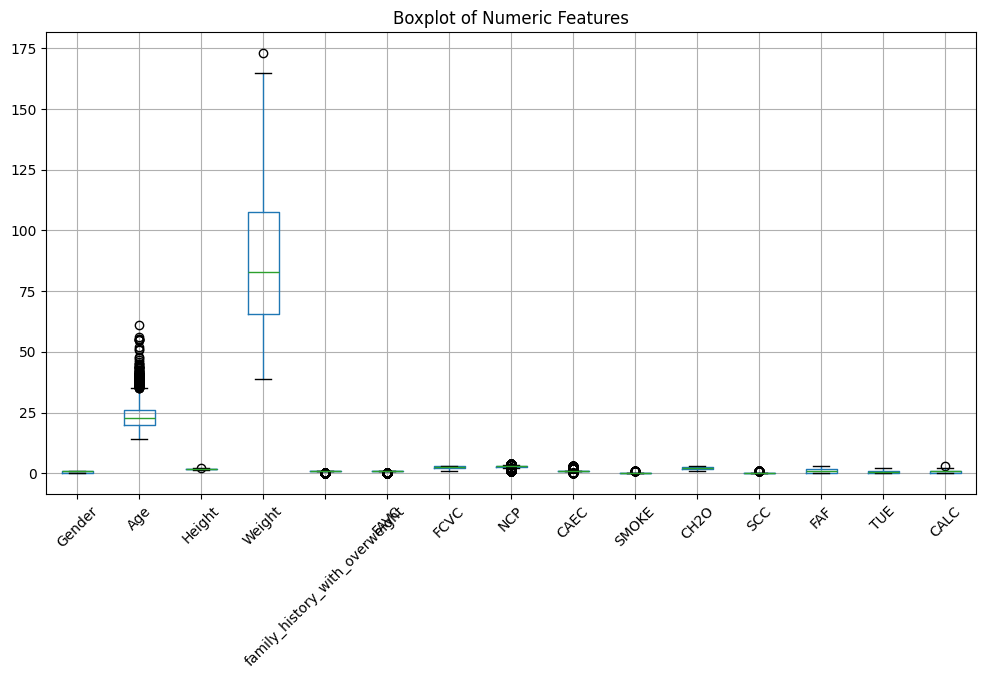 Boxplot of Numeric Features
175
150
125
100
75
50
25
0
Gender
Age
Height
Weight
family_history_with_overweight
FAVC
FCVC
NCP
CAEC
SMOKE
CH2O
SCC
FAF
TUE
CALC